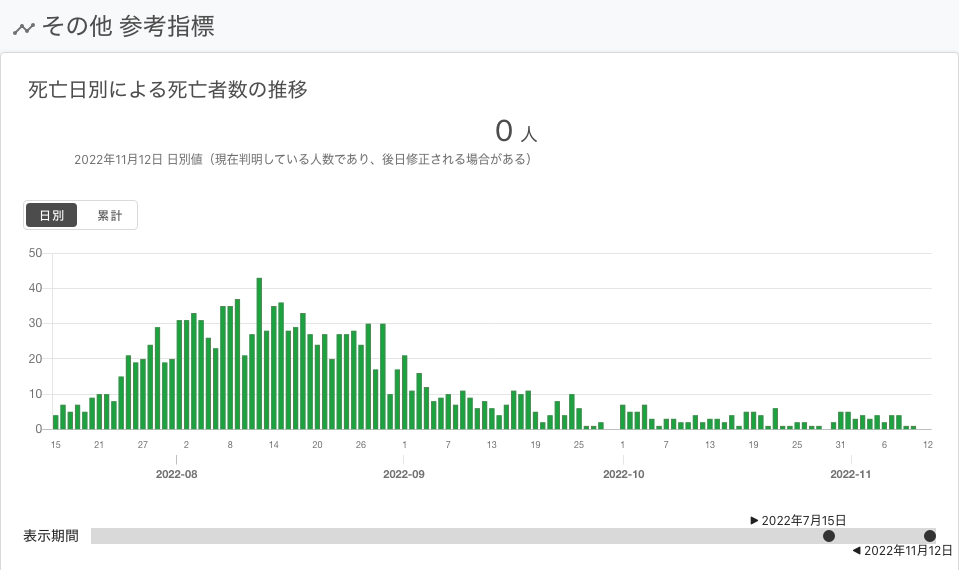 その他 参考指標
死亡日別による死亡者数の推移
0 人
2022年11月12日 日別値（現在判明している人数であり、後日修正される場合がある）
日別 累計
50
40
30
20
10
0
15 21 27 2 8 14 20 26 1 7 13 19 25 1 7 13 19 25 31 6 12
2022-08 2022-09 2022-10 2022-11
▶ 2022年7月15日
表示期間
◀ 2022年11月12日